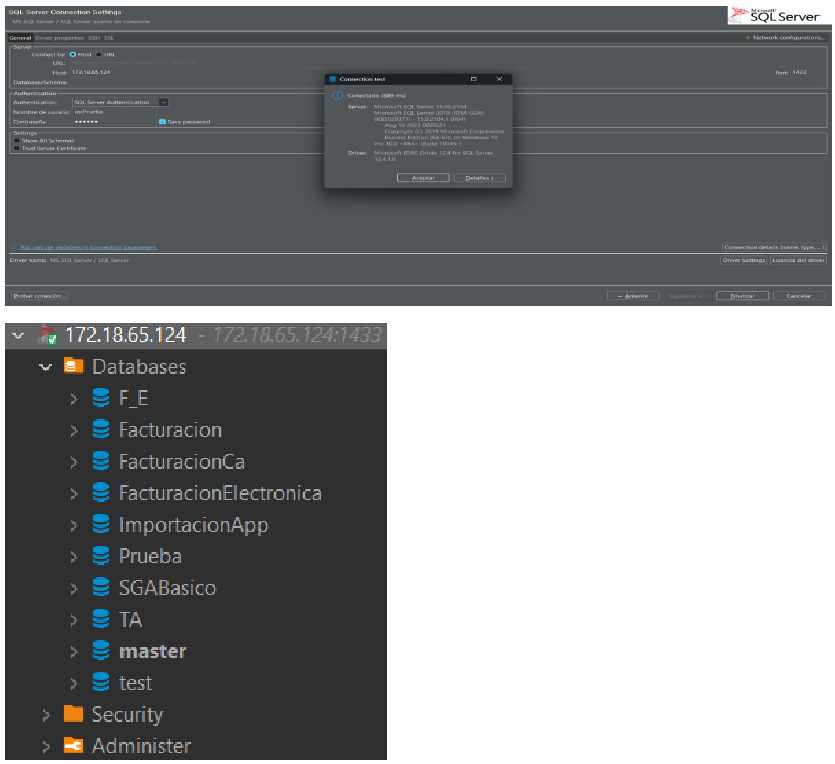 SQL Server Connection Settings
MS SQL Server / SQL Server ajustes de conexión
Microsoft
SQL Server
General Driver properties SSH SSL
Network configurations...
Server
Connect by: Host URL
URL:
Host: 172.18.65.124
Port: 1433
Database/Schema:
Authentication
Authentication: SQL Server Authentication
Nombre de usuario: usrPrueba
Contraseña: ••••••
Save password
Settings
Show All Schemas
Trust Server Certificate
Connection test
Conectado (889 ms)
Server: Microsoft SQL Server 15.00.2104
Microsoft SQL Server 2019 (RTM-GDR)
(KB5029377) - 15.0.2104.1 (X64)
Aug 16 2023 00:09:21
Copyright (C) 2019 Microsoft Corporation
Express Edition (64-bit) on Windows 10
Pro 10.0 <X64> (Build 19045: )
Driver: Microsoft JDBC Driver 12.4 for SQL Server
12.4.1.0
Aceptar Detalles
You can use variables in connection parameters.
Connection details (name, type, ... )
Driver name: MS SQL Server / SQL Server
Driver Settings Licencia del driver
Probar conexión ...
Anterior Siguiente Finalizar Cancelar
172.18.65.124 - 172.18.65.124:1433
Databases
F_E
Facturacion
FacturacionCa
FacturacionElectronica
ImportacionApp
Prueba
SGABasico
TA
master
test
Security
Administer